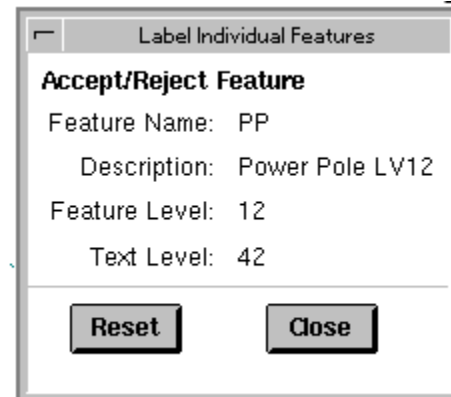 Label Individual Features
Accept/Reject Feature
Feature Name: PP
Description: Power Pole LV12
Feature Level: 12
Text Level: 42
Reset Close